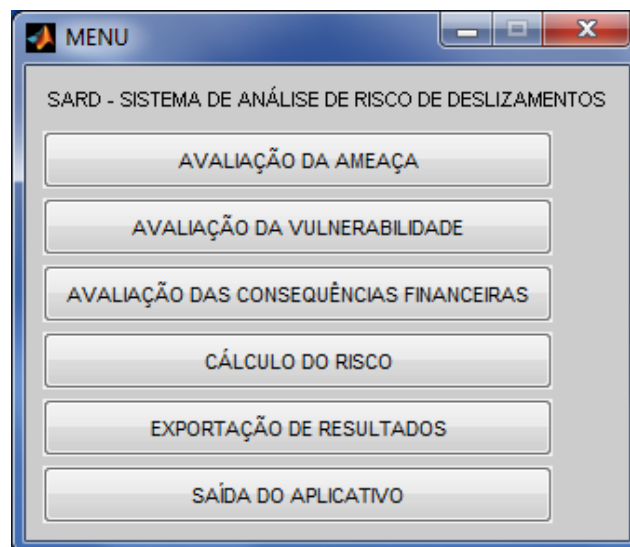 MENU
SARD - SISTEMA DE ANÁLISE DE RISCO DE DESLIZAMENTOS
AVALIAÇÃO DA AMEAÇA
AVALIAÇÃO DA VULNERABILIDADE
AVALIAÇÃO DAS CONSEQUÊNCIAS FINANCEIRAS
CÁLCULO DO RISCO
EXPORTAÇÃO DE RESULTADOS
SAÍDA DO APLICATIVO